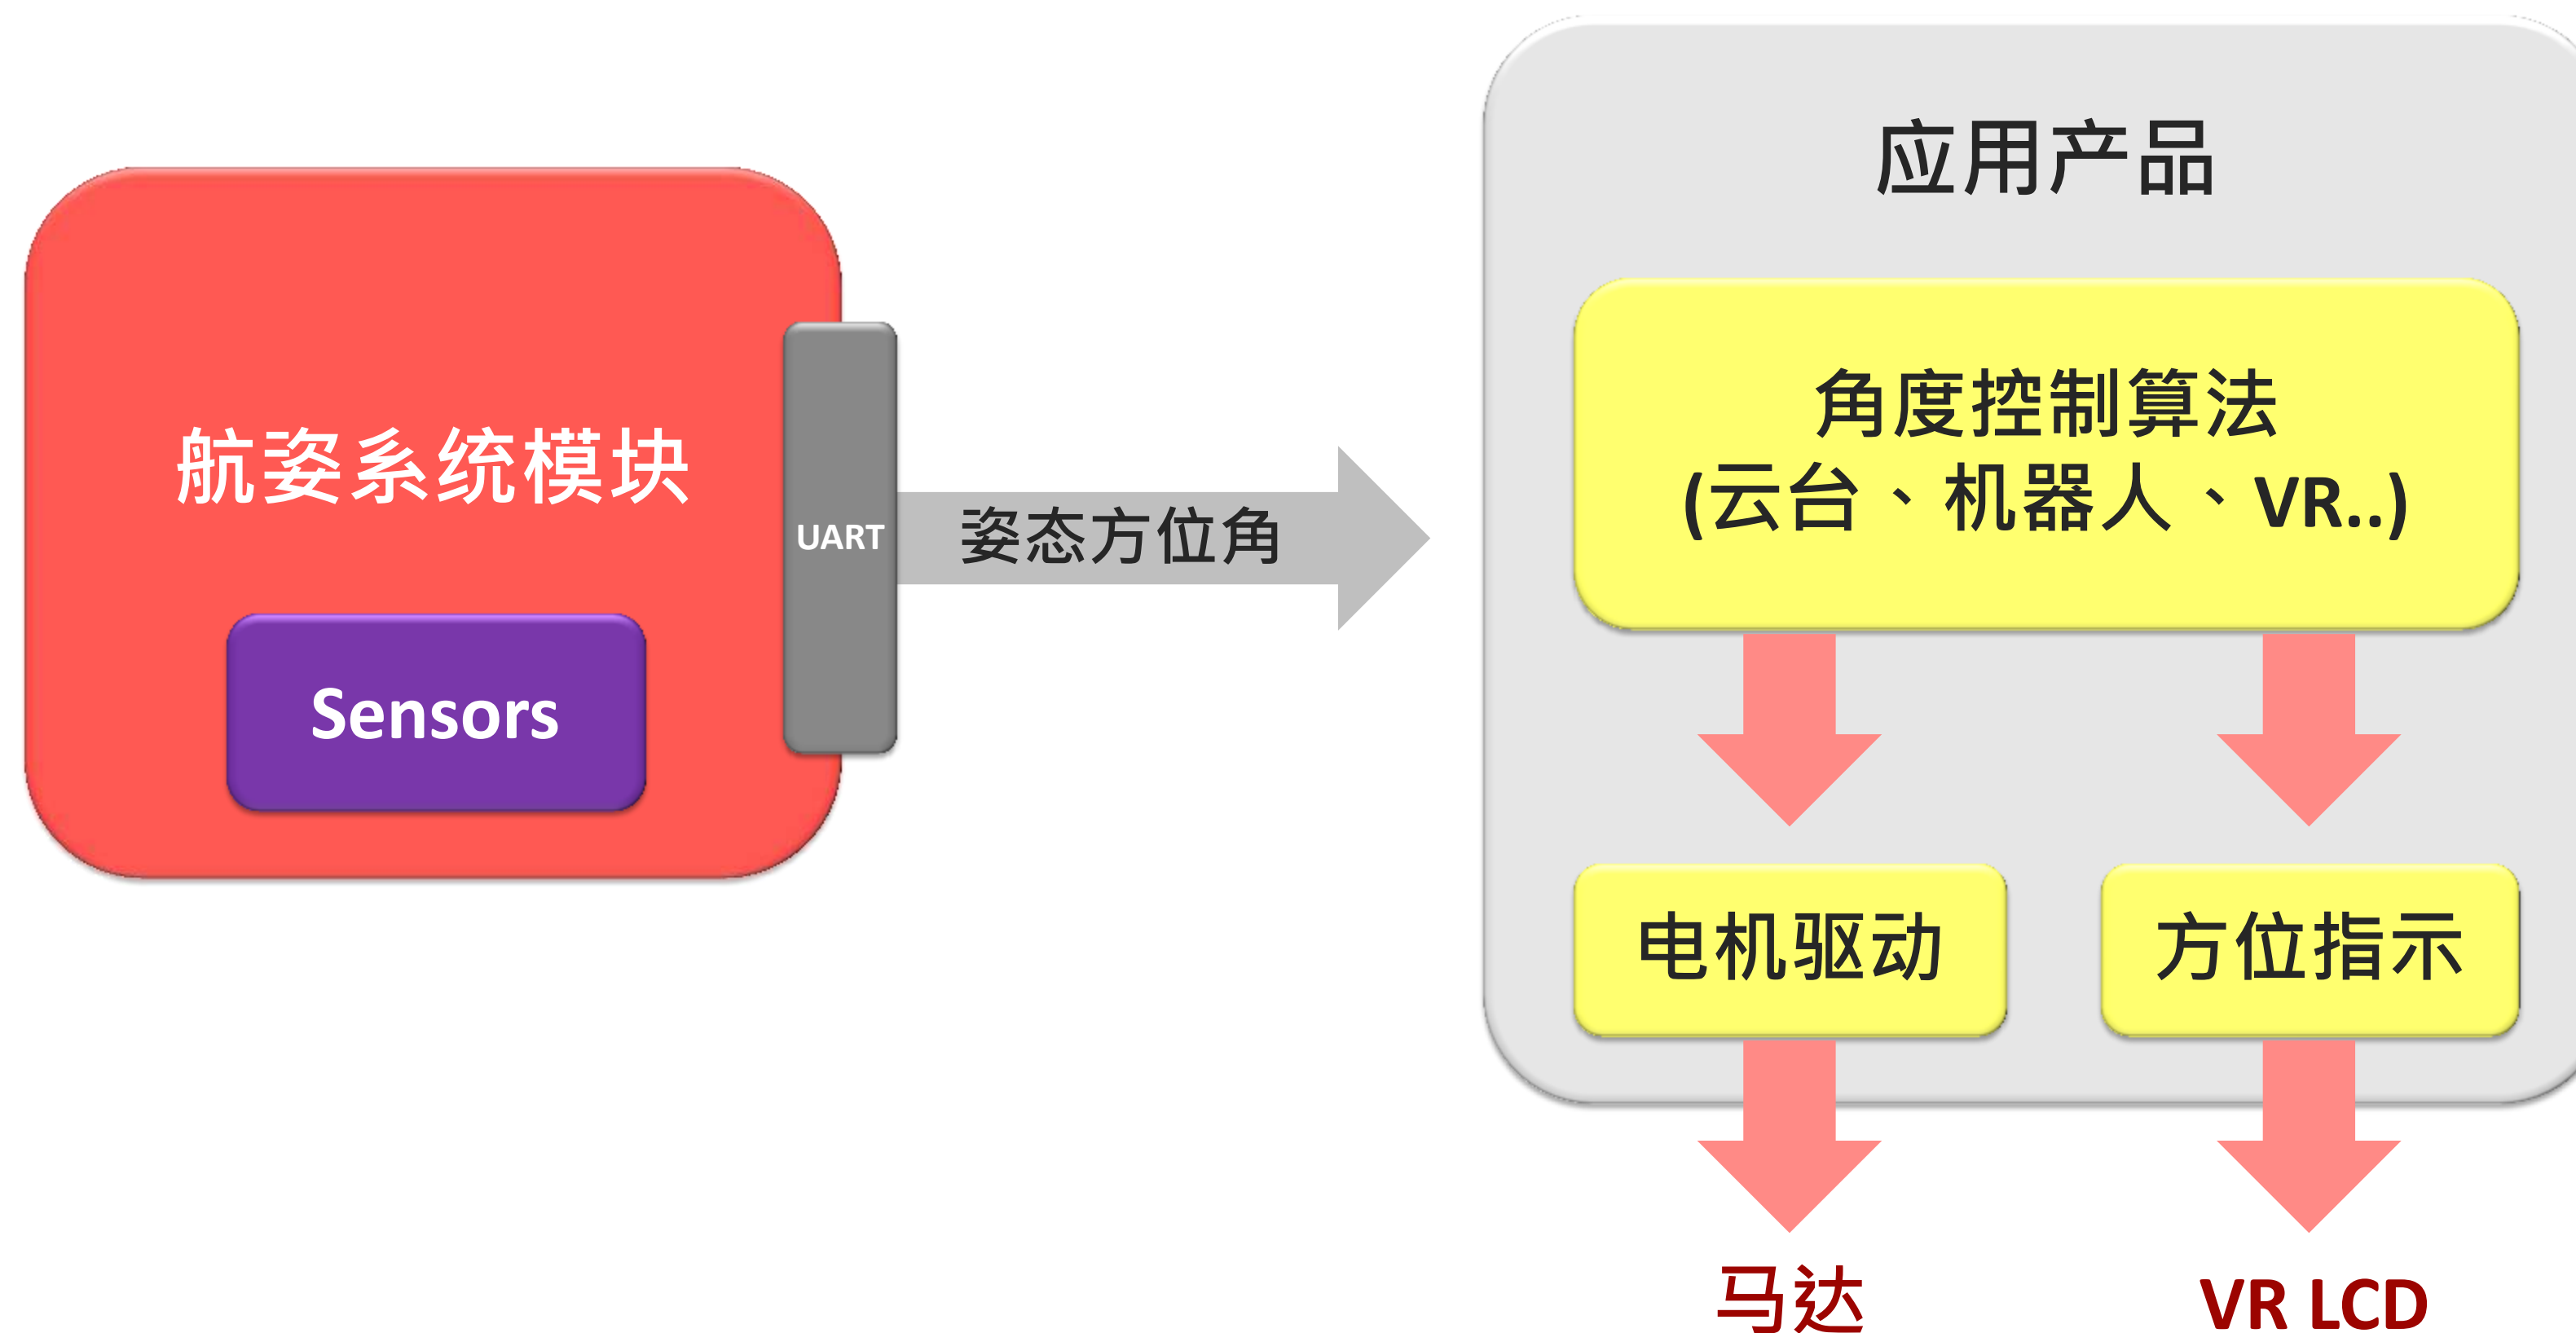 应用产品
航姿系统模块
Sensors
UART
姿态方位角
角度控制算法
(云台、机器人、VR..)
电机驱动
方位指示
马达
VR LCD